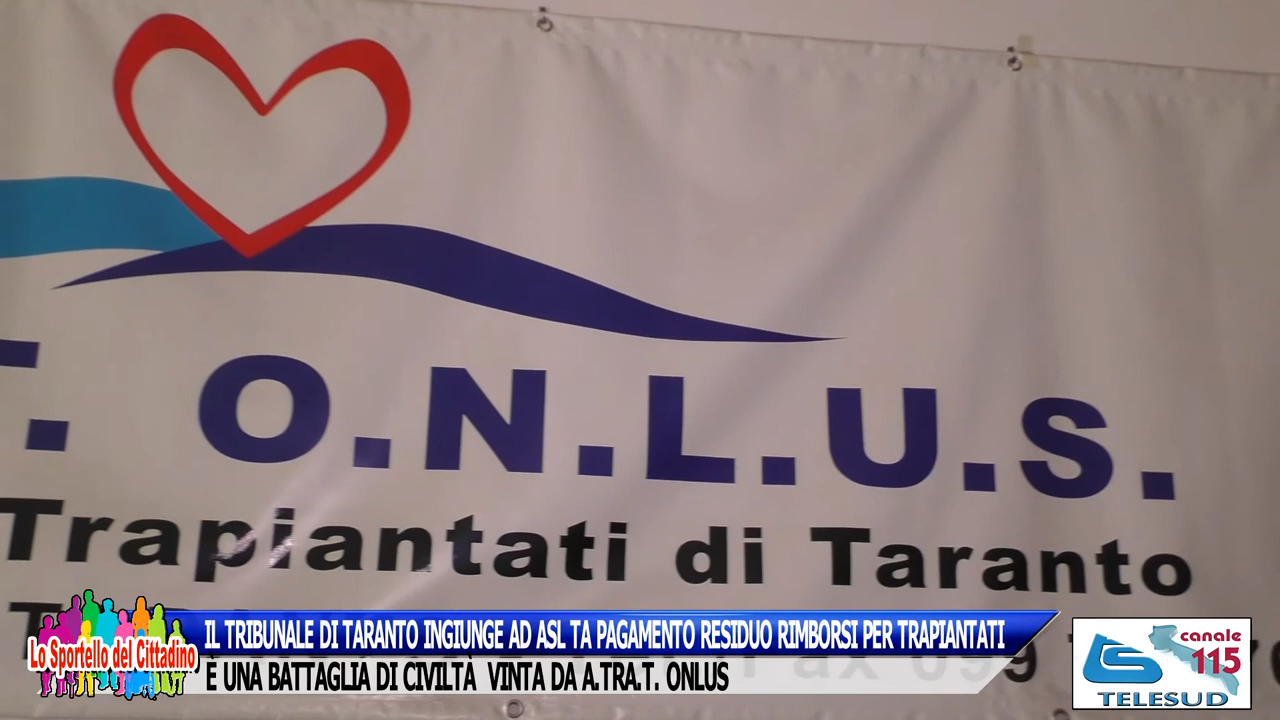 T. O.N.L.U.S.
Trapiantati di Taranto
IL TRIBUNALE DI TARANTO INGIUNGE AD ASL TA PAGAMENTO RESIDUO RIMBORSI PER TRAPIANTATI
È UNA BATTAGLIA DI CIVILTÀ VINTA DA A.TRA.T. ONLUS
Lo Sportello del Cittadino
canale
115
TELESUD